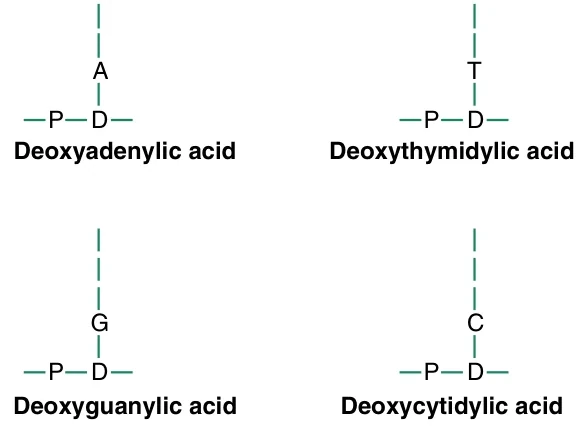 A
T
P D
P D
Deoxyadenylic acid
Deoxythymidylic acid
G
C
P D
P D
Deoxyguanylic acid
Deoxycytidylic acid